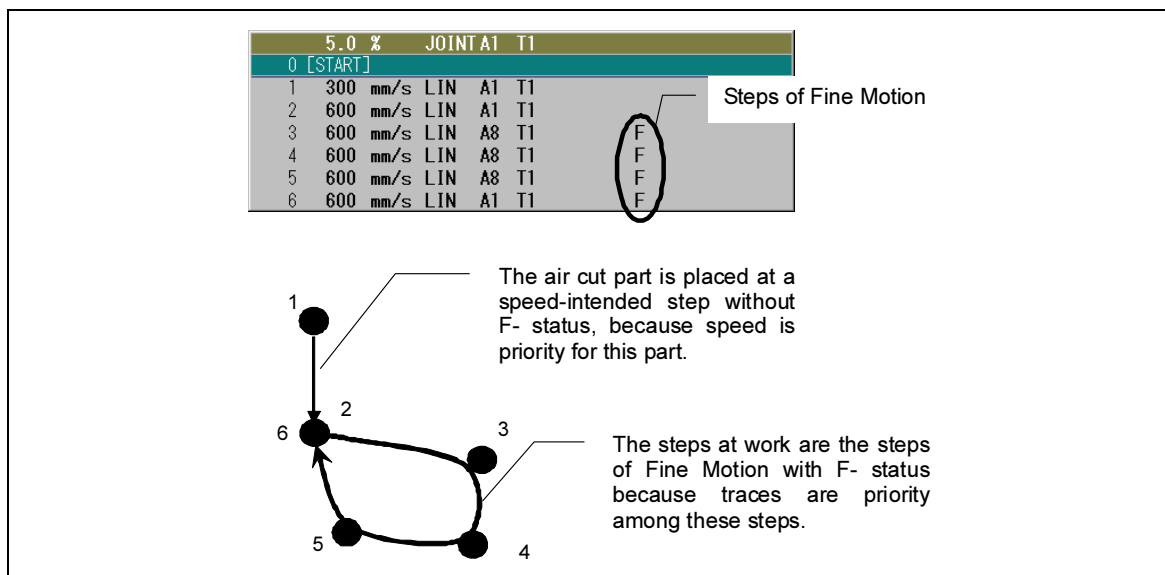 5.0 % JOINT A1 T1
0 [START]
1 300 mm/s LIN A1 T1
2 600 mm/s LIN A1 T1
3 600 mm/s LIN A8 T1 F
4 600 mm/s LIN A8 T1 F
5 600 mm/s LIN A8 T1 F
6 600 mm/s LIN A1 T1 F
Steps of Fine Motion
The air cut part is placed at a
speed-intended step without
F- status, because speed is
priority for this part.
1
2
6
3
The steps at work are the steps
of Fine Motion with F- status
because traces are priority
among these steps.
5
4